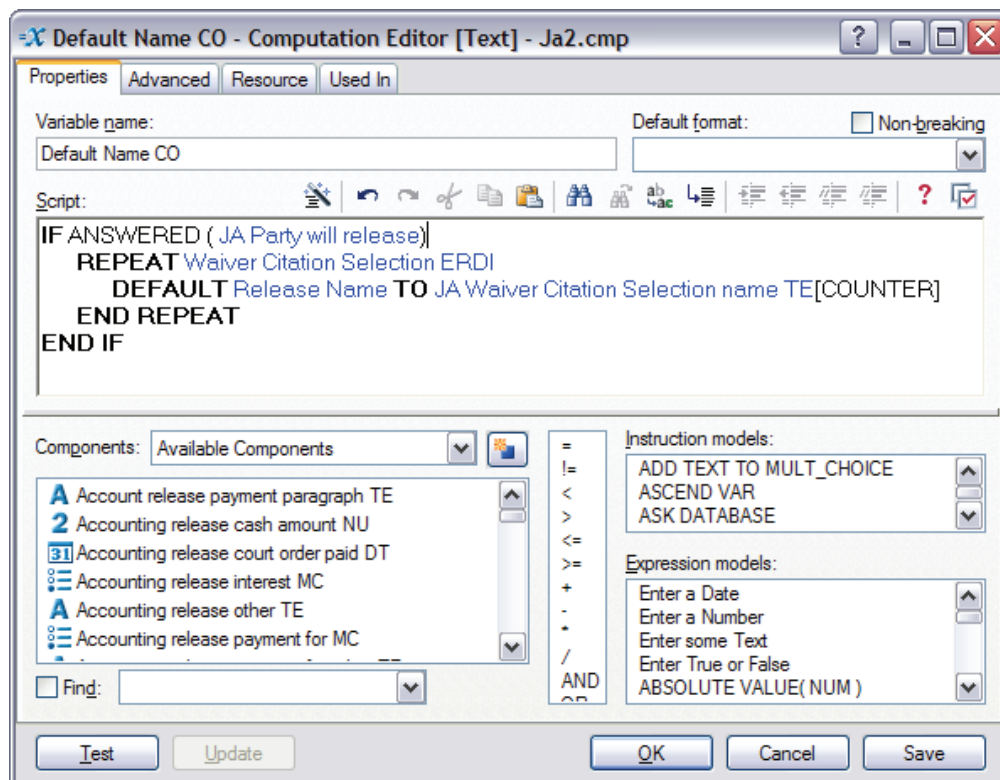 Default Name CO - Computation Editor [Text] - Ja2.cmp
Properties Advanced Resource Used In
Variable name: Default format: Non-breaking
Default Name CO
Script:
IF ANSWERED ( JA Party will release)
REPEAT Waiver Citation Selection ERDI
DEFAULT Release Name TO JA Waiver Citation Selection name TE[COUNTER]
END REPEAT
END IF
Components: Available Components
A Account release payment paragraph TE
2 Accounting release cash amount NU
31 Accounting release court order paid DT
Accounting release interest MC
A Accounting release other TE
Accounting release payment for MC
Find:
=
!=
<
>
<=
>=
+
-
*
/
AND
Instruction models:
ADD TEXT TO MULT_CHOICE
ASCEND VAR
ASK DATABASE
Expression models:
Enter a Date
Enter a Number
Enter some Text
Enter True or False
ABSOLUTE VALUE( NUM )
Test Update OK Cancel Save